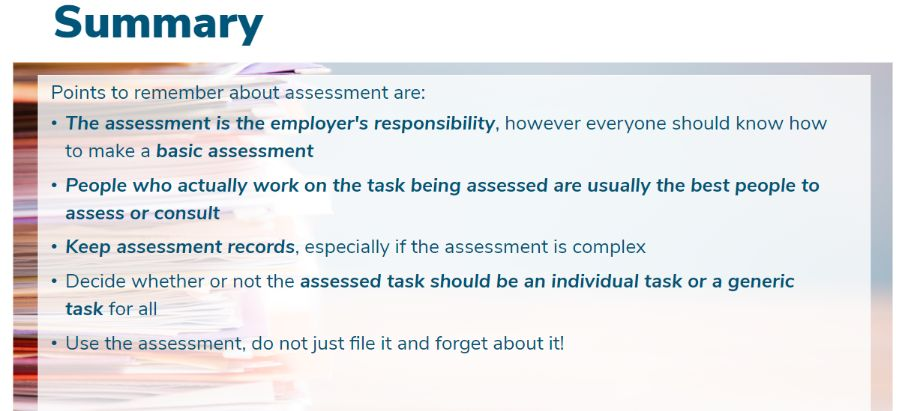 Summary
Points to remember about assessment are:
• The assessment is the employer's responsibility, however everyone should know how
to make a basic assessment
• People who actually work on the task being assessed are usually the best people to
assess or consult
• Keep assessment records, especially if the assessment is complex
• Decide whether or not the assessed task should be an individual task or a generic
task for all
• Use the assessment, do not just file it and forget about it!